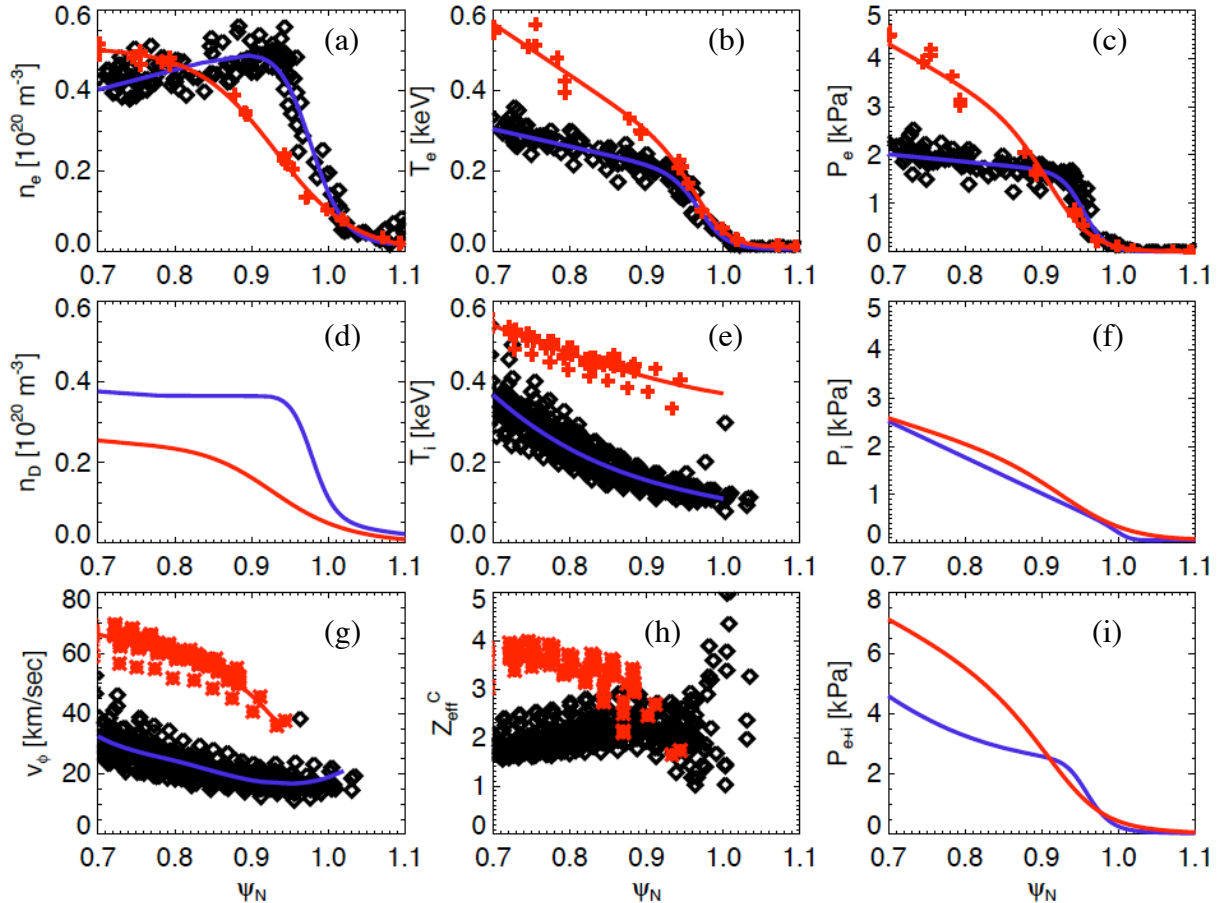 (a)
(b)
(c)
n_e [10^20 m^-3]
0.6
0.4
0.2
0.0
0.7 0.8 0.9 1.0 1.1
T_e [keV]
0.6
0.4
0.2
0.0
0.7 0.8 0.9 1.0 1.1
P_e [kPa]
5
4
3
2
1
0
0.7 0.8 0.9 1.0 1.1
(d)
(e)
(f)
n_D [10^20 m^-3]
0.6
0.4
0.2
0.0
0.7 0.8 0.9 1.0 1.1
T_i [keV]
0.6
0.4
0.2
0.0
0.7 0.8 0.9 1.0 1.1
P_i [kPa]
5
4
3
2
1
0
0.7 0.8 0.9 1.0 1.1
(g)
(h)
(i)
v_ϕ [km/sec]
80
60
40
20
0
0.7 0.8 0.9 1.0 1.1
ψ_N
Z_eff^C
5
4
3
2
1
0
0.7 0.8 0.9 1.0 1.1
ψ_N
P_e+i [kPa]
8
6
4
2
0
0.7 0.8 0.9 1.0 1.1
ψ_N